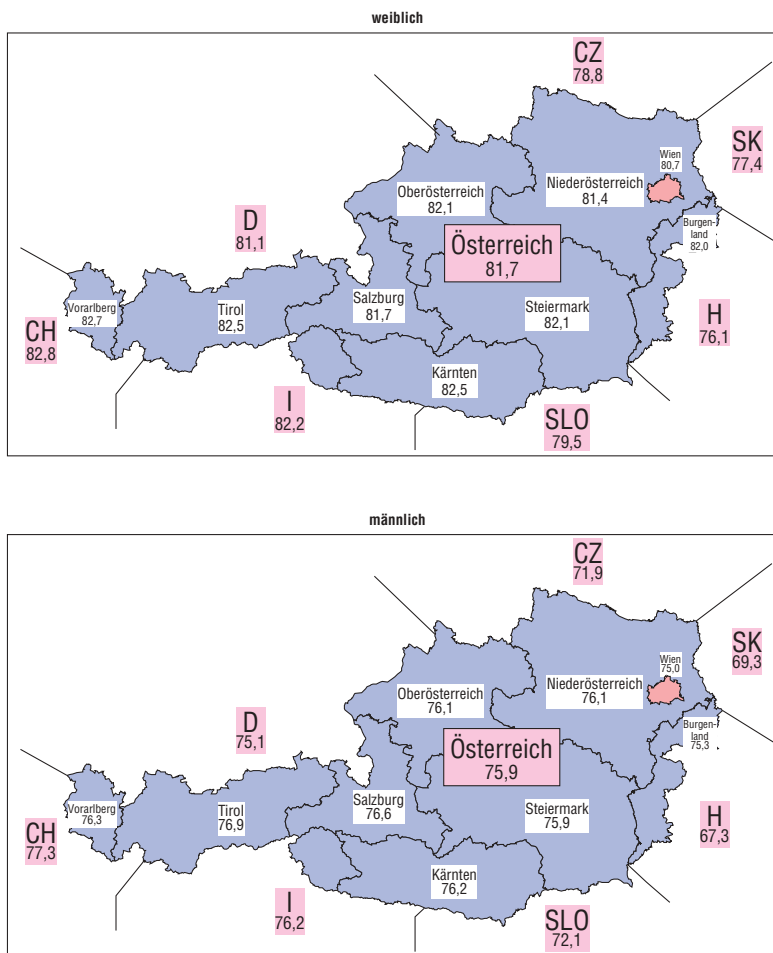 weiblich
CZ
78,8
SK
77,4
Wien
80,7
Oberösterreich
82,1
Niederösterreich
81,4
D
81,1
Burgen-
land
82,0
Österreich
81,7
Vorarlberg
82,7
Tirol
82,5
Salzburg
81,7
Steiermark
82,1
H
76,1
CH
82,8
Kärnten
82,5
I
82,2
SLO
79,5
männlich
CZ
71,9
SK
69,3
Wien
75,0
Oberösterreich
76,1
Niederösterreich
76,1
D
75,1
Burgen-
land
75,3
Österreich
75,9
Vorarlberg
76,3
Tirol
76,9
Salzburg
76,6
Steiermark
75,9
H
67,3
CH
77,3
Kärnten
76,2
I
76,2
SLO
72,1